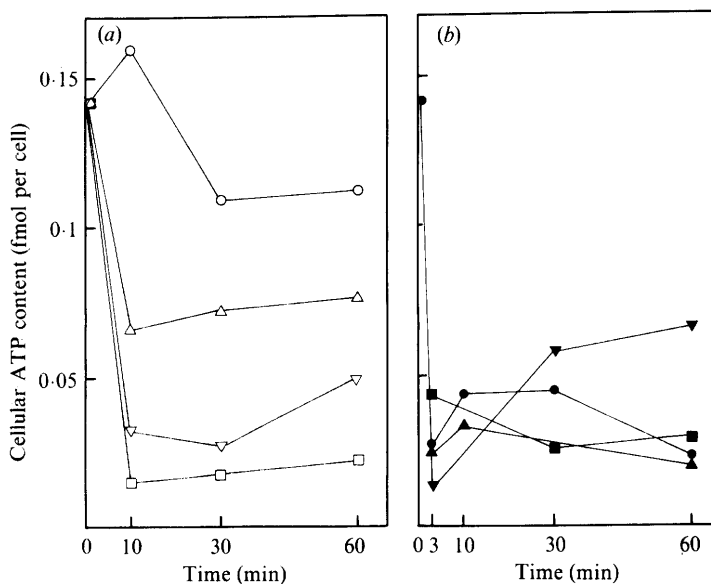 (a)
(b)
Cellular ATP content (fmol per cell)
0·15
0·1
0·05
0 10 30 60
0 3 10 30 60
Time (min)
Time (min)